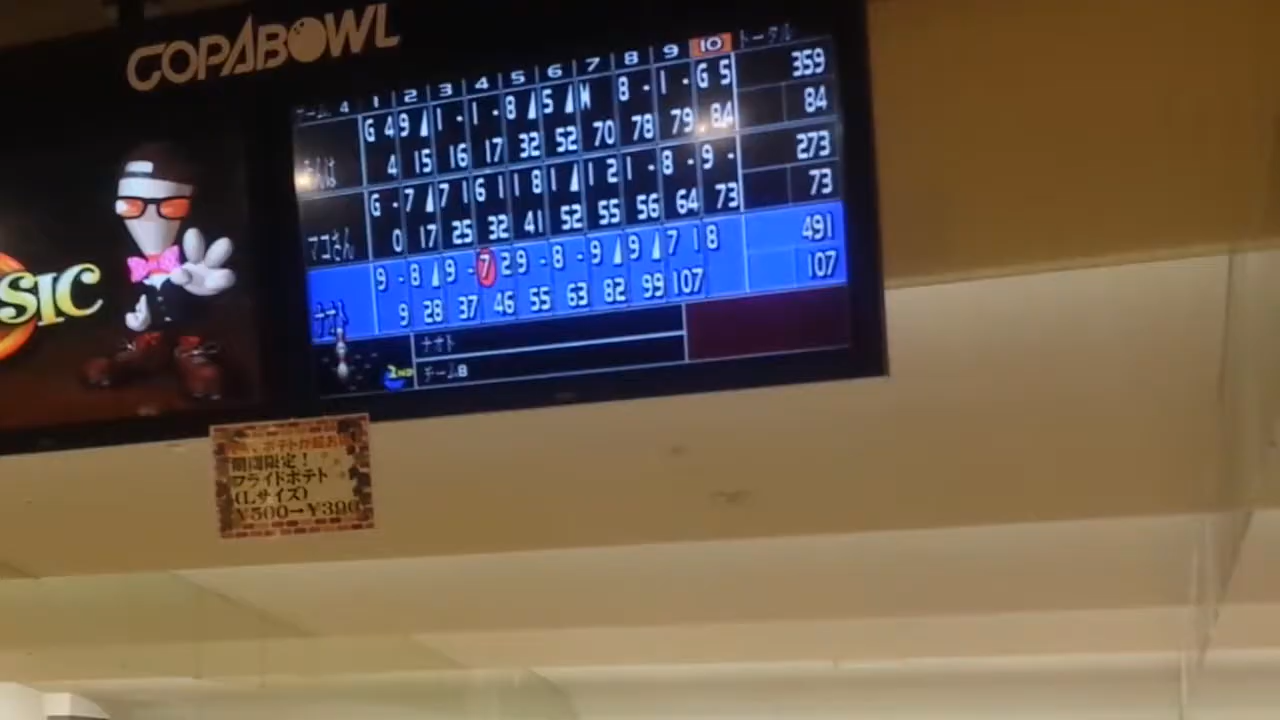 COPABOWL
SIC
チーム 4 1 2 3 4 5 6 7 8 9 10 トータル
G 4 9 1 - 1 - 8 5 8 - 1 - G 5 359
4 15 16 17 32 52 70 78 79 84 84
G - 7 7 1 6 1 1 8 1 1 2 1 - 8 - 9 - 273
マコさん 0 17 25 32 41 52 55 56 64 73 73
9 - 8 9 - 7 2 9 - 8 - 9 9 7 1 8 491
ナオト 9 28 37 46 55 63 82 99 107 107
ナオト
2ND チーム8
期間限定！
フライドポテト
(Lサイズ)
¥500→¥390